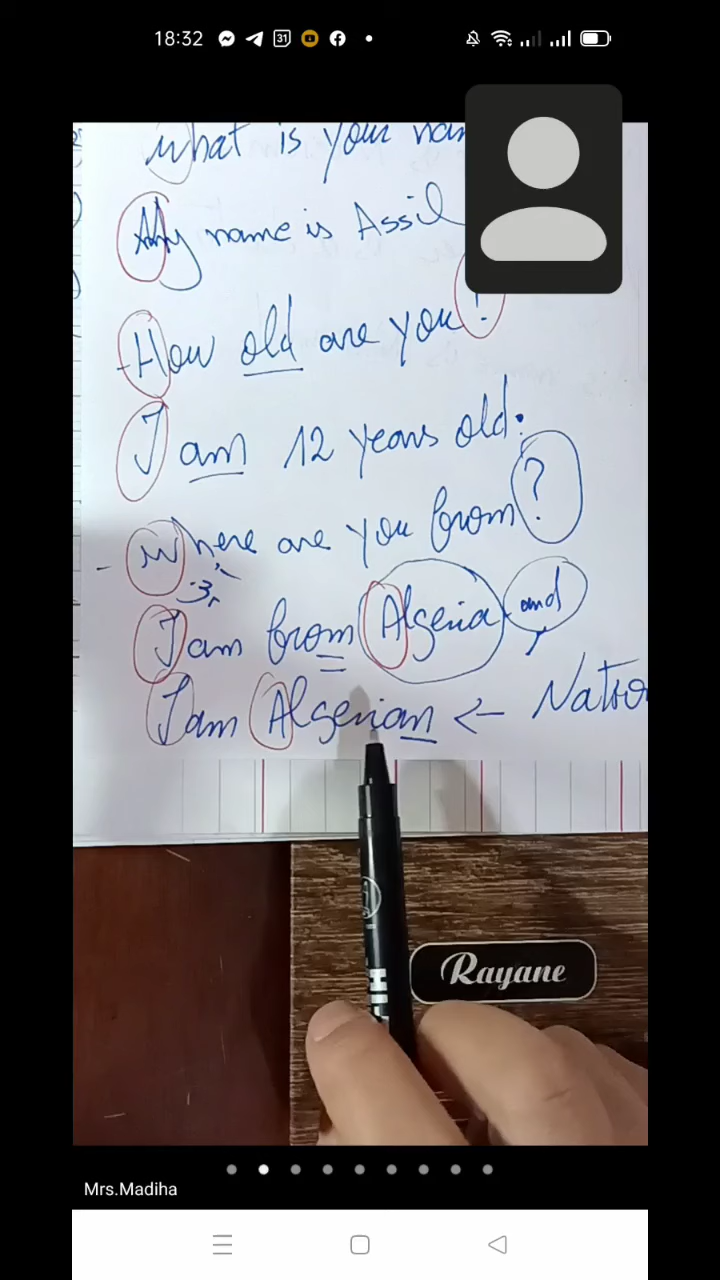 18:32
31
What is your
My name is Assil
- How old are you?
I am 12 years old.
- Where are you from?
I am from Algeria and
I am Algerian ←
Rayane
Mrs.Madiha